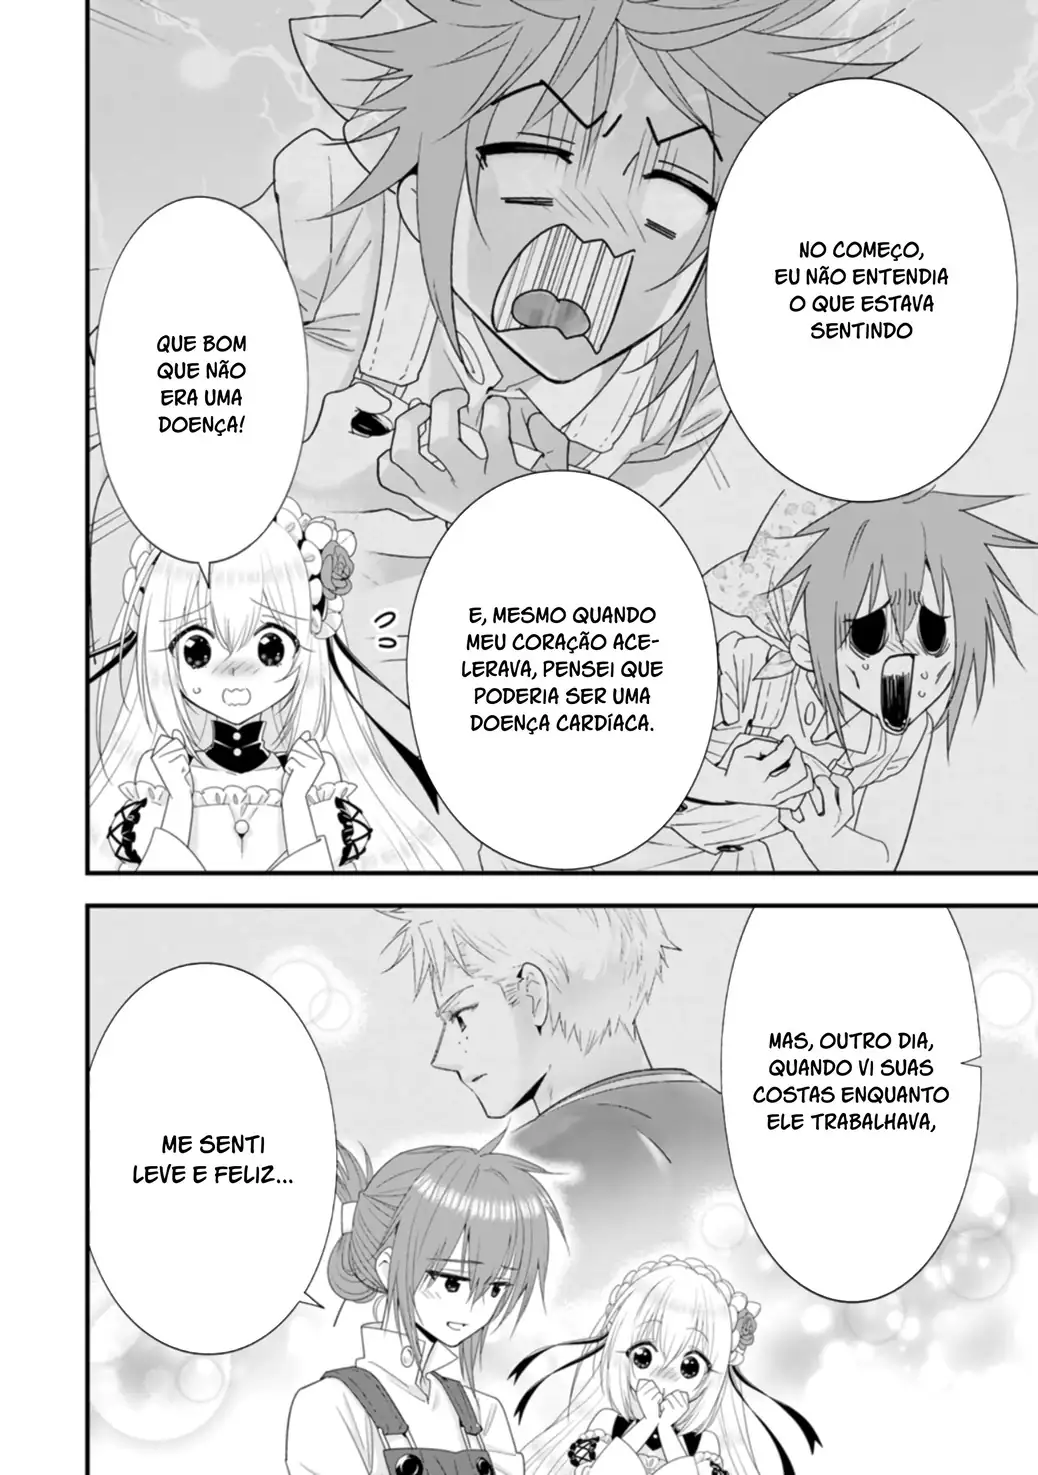 NO COMEÇO,
EU NÃO ENTENDIA
O QUE ESTAVA
SENTINDO
E, MESMO QUANDO
MEU CORAÇÃO ACE-
LERAVA, PENSEI QUE
PODERIA SER UMA
DOENÇA CARDÍACA.
QUE BOM
QUE NÃO
ERA UMA
DOENÇA!
MAS, OUTRO DIA,
QUANDO VI SUAS
COSTAS ENQUANTO
ELE TRABALHAVA,
ME SENTI
LEVE E FELIZ...